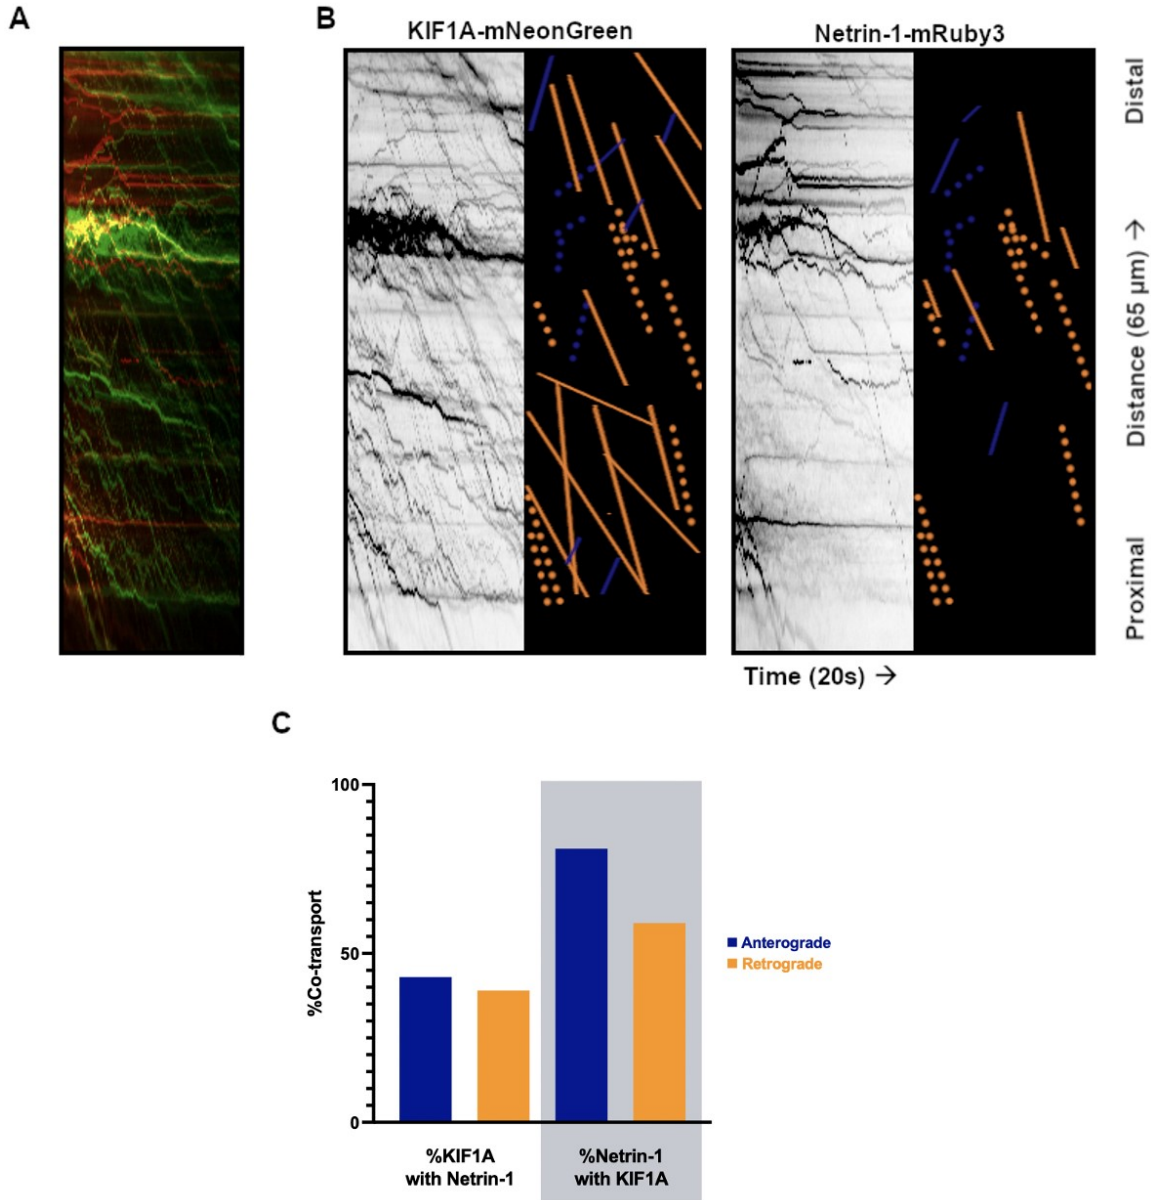 A
B
KIF1A-mNeonGreen
Netrin-1-mRuby3
Distal
Distance (65 µm) →
Proximal
Time (20s) →
C
100
50
0
%Co-transport
Anterograde
Retrograde
%KIF1A
with Netrin-1
%Netrin-1
with KIF1A